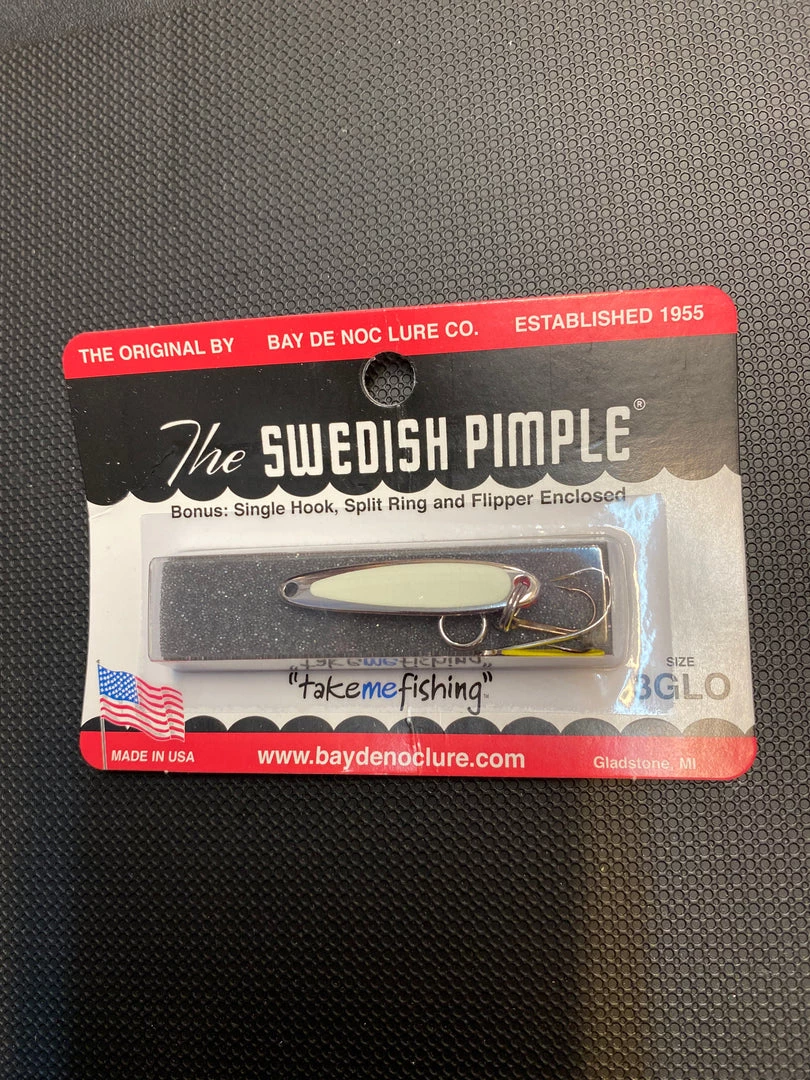 THE ORIGINAL BY BAY DE NOC LURE CO. ESTABLISHED 1955
The SWEDISH PIMPLE®
Bonus: Single Hook, Split Ring and Flipper Enclosed
"takemefishing"™
SIZE
3GLO
MADE IN USA www.baydenoclure.com Gladstone, MI